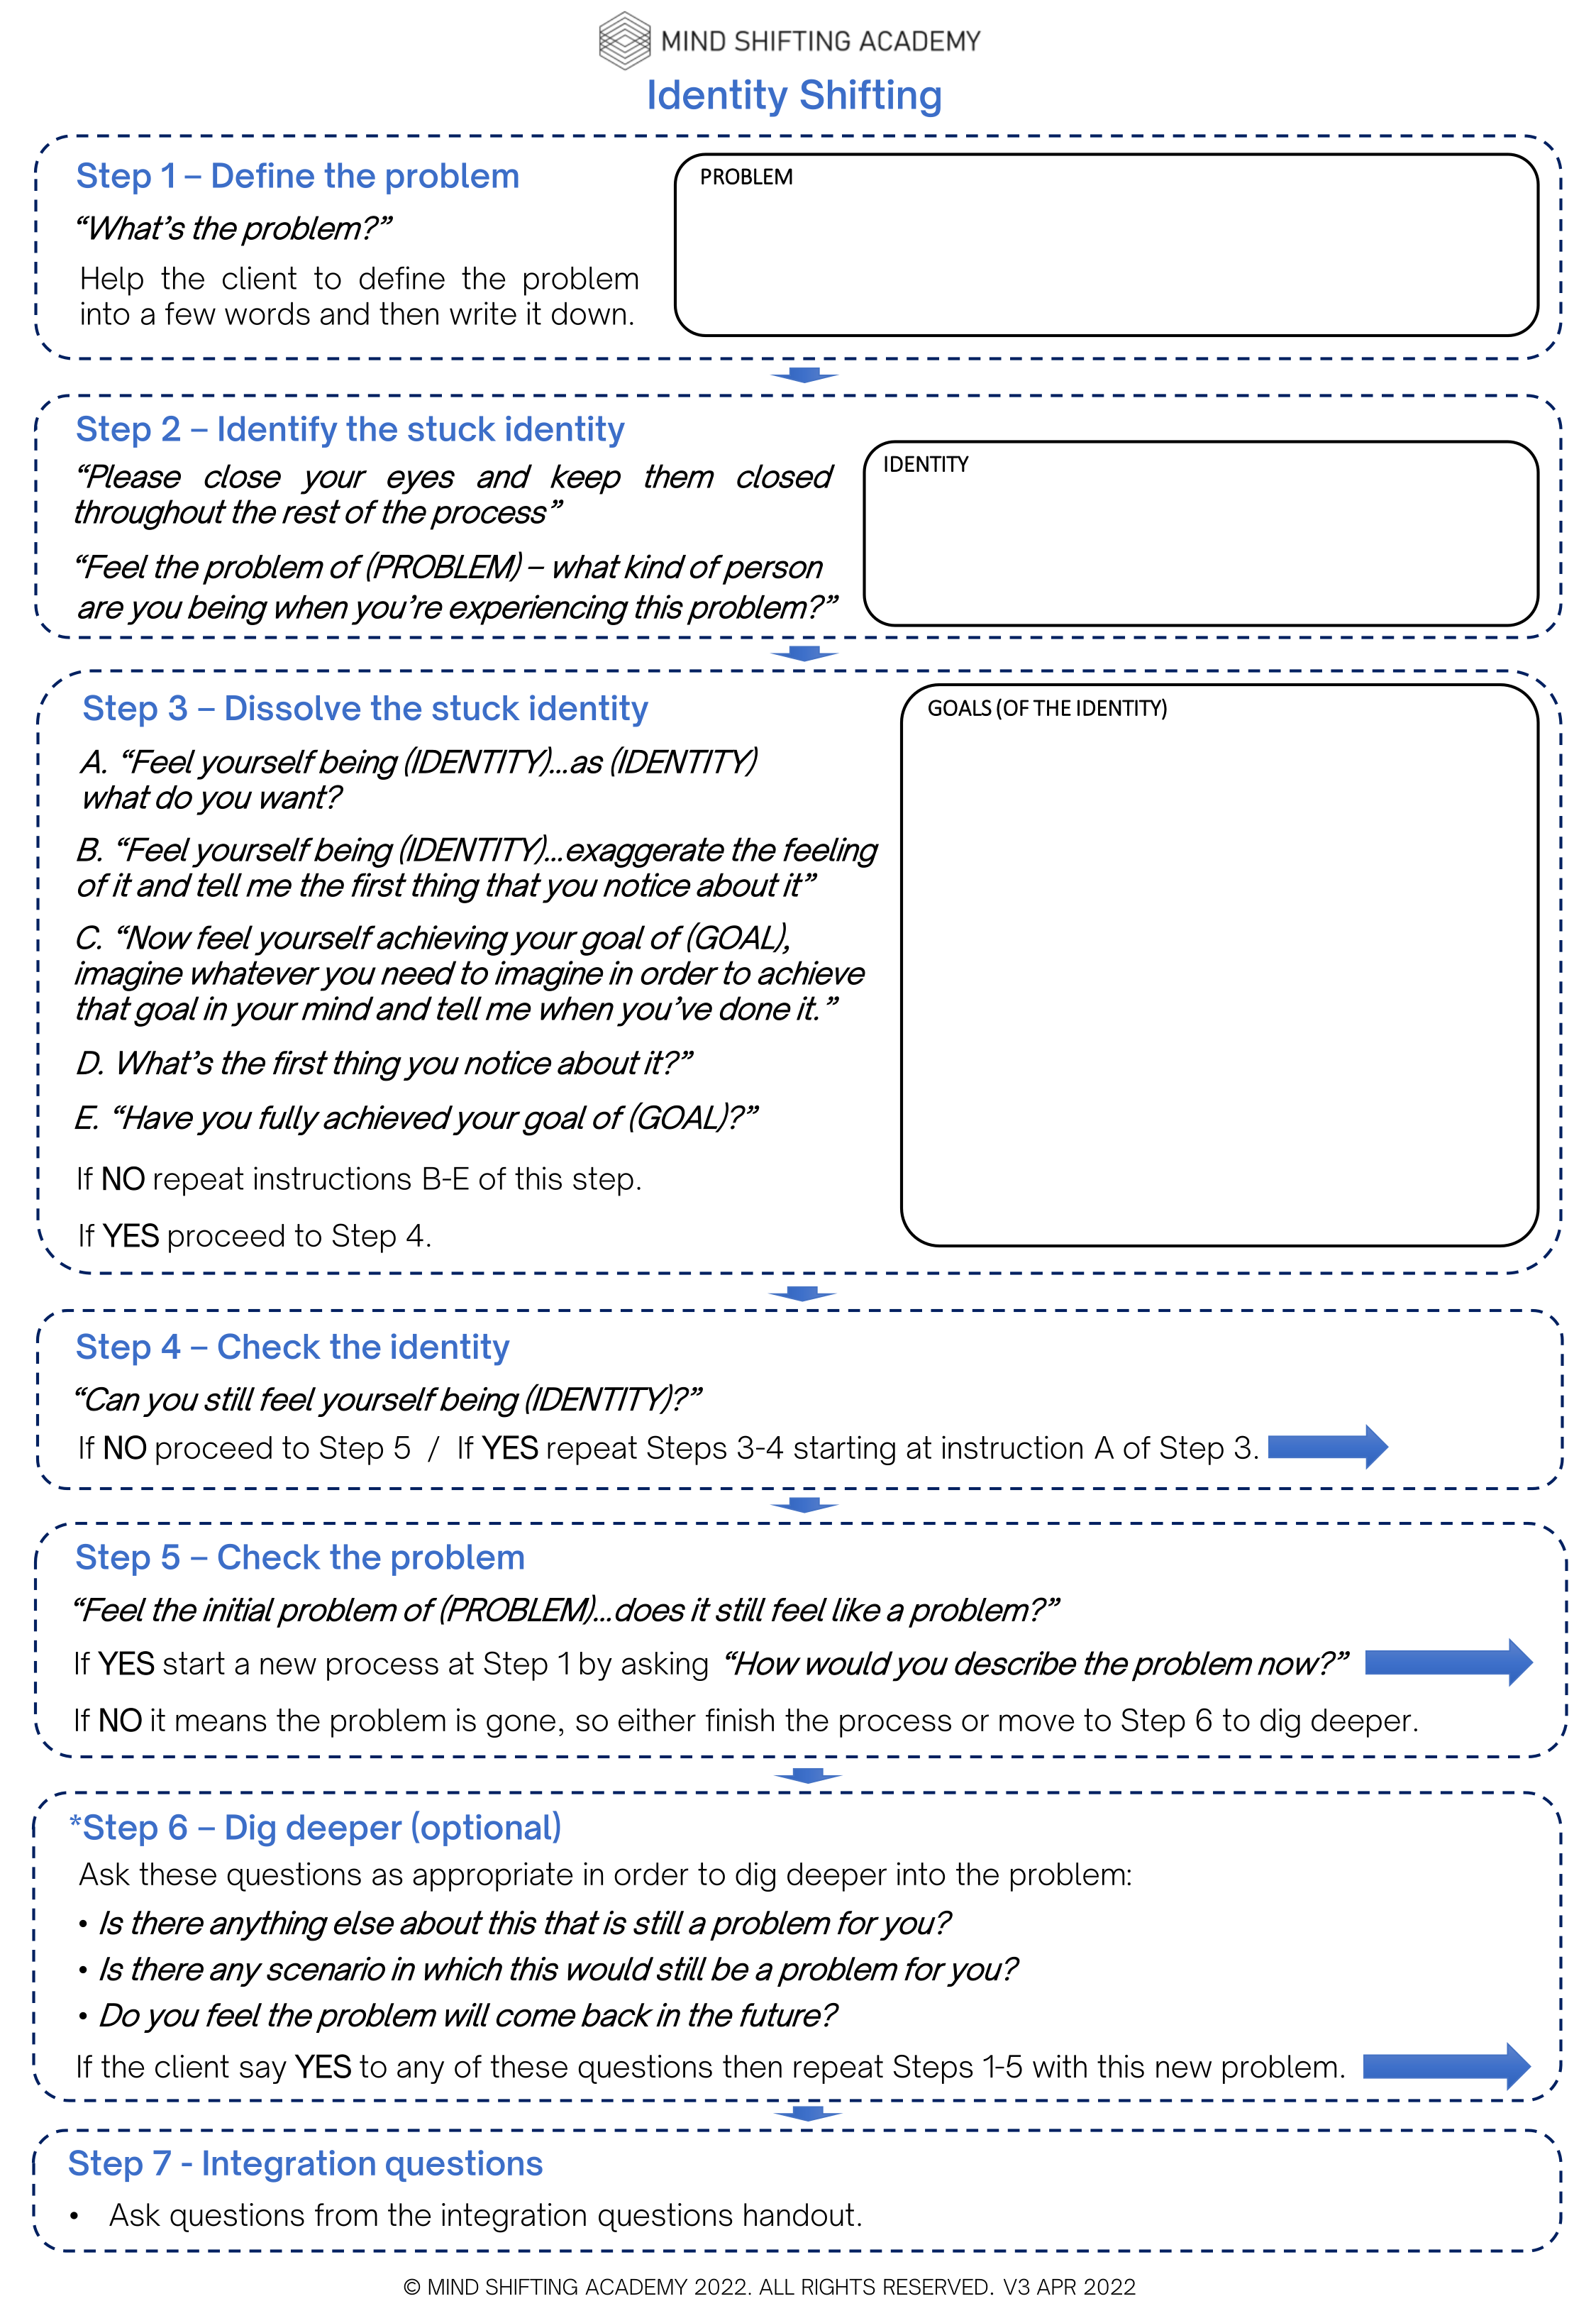 MIND SHIFTING ACADEMY
Identity Shifting
Step 1 – Define the problem
“What’s the problem?”
Help the client to define the problem
into a few words and then write it down.
PROBLEM
Step 2 – Identify the stuck identity
“Please close your eyes and keep them closed
throughout the rest of the process”
“Feel the problem of (PROBLEM) – what kind of person
are you being when you’re experiencing this problem?”
IDENTITY
Step 3 – Dissolve the stuck identity
A. “Feel yourself being (IDENTITY)...as (IDENTITY)
what do you want?
B. “Feel yourself being (IDENTITY)...exaggerate the feeling
of it and tell me the first thing that you notice about it”
C. “Now feel yourself achieving your goal of (GOAL),
imagine whatever you need to imagine in order to achieve
that goal in your mind and tell me when you’ve done it.”
D. What’s the first thing you notice about it?”
E. “Have you fully achieved your goal of (GOAL)?”
If NO repeat instructions B-E of this step.
If YES proceed to Step 4.
GOALS (OF THE IDENTITY)
Step 4 – Check the identity
“Can you still feel yourself being (IDENTITY)?”
If NO proceed to Step 5 / If YES repeat Steps 3-4 starting at instruction A of Step 3.
Step 5 – Check the problem
“Feel the initial problem of (PROBLEM)...does it still feel like a problem?”
If YES start a new process at Step 1 by asking “How would you describe the problem now?”
If NO it means the problem is gone, so either finish the process or move to Step 6 to dig deeper.
*Step 6 – Dig deeper (optional)
Ask these questions as appropriate in order to dig deeper into the problem:
• Is there anything else about this that is still a problem for you?
• Is there any scenario in which this would still be a problem for you?
• Do you feel the problem will come back in the future?
If the client say YES to any of these questions then repeat Steps 1-5 with this new problem.
Step 7 - Integration questions
• Ask questions from the integration questions handout.
© MIND SHIFTING ACADEMY 2022. ALL RIGHTS RESERVED. V3 APR 2022